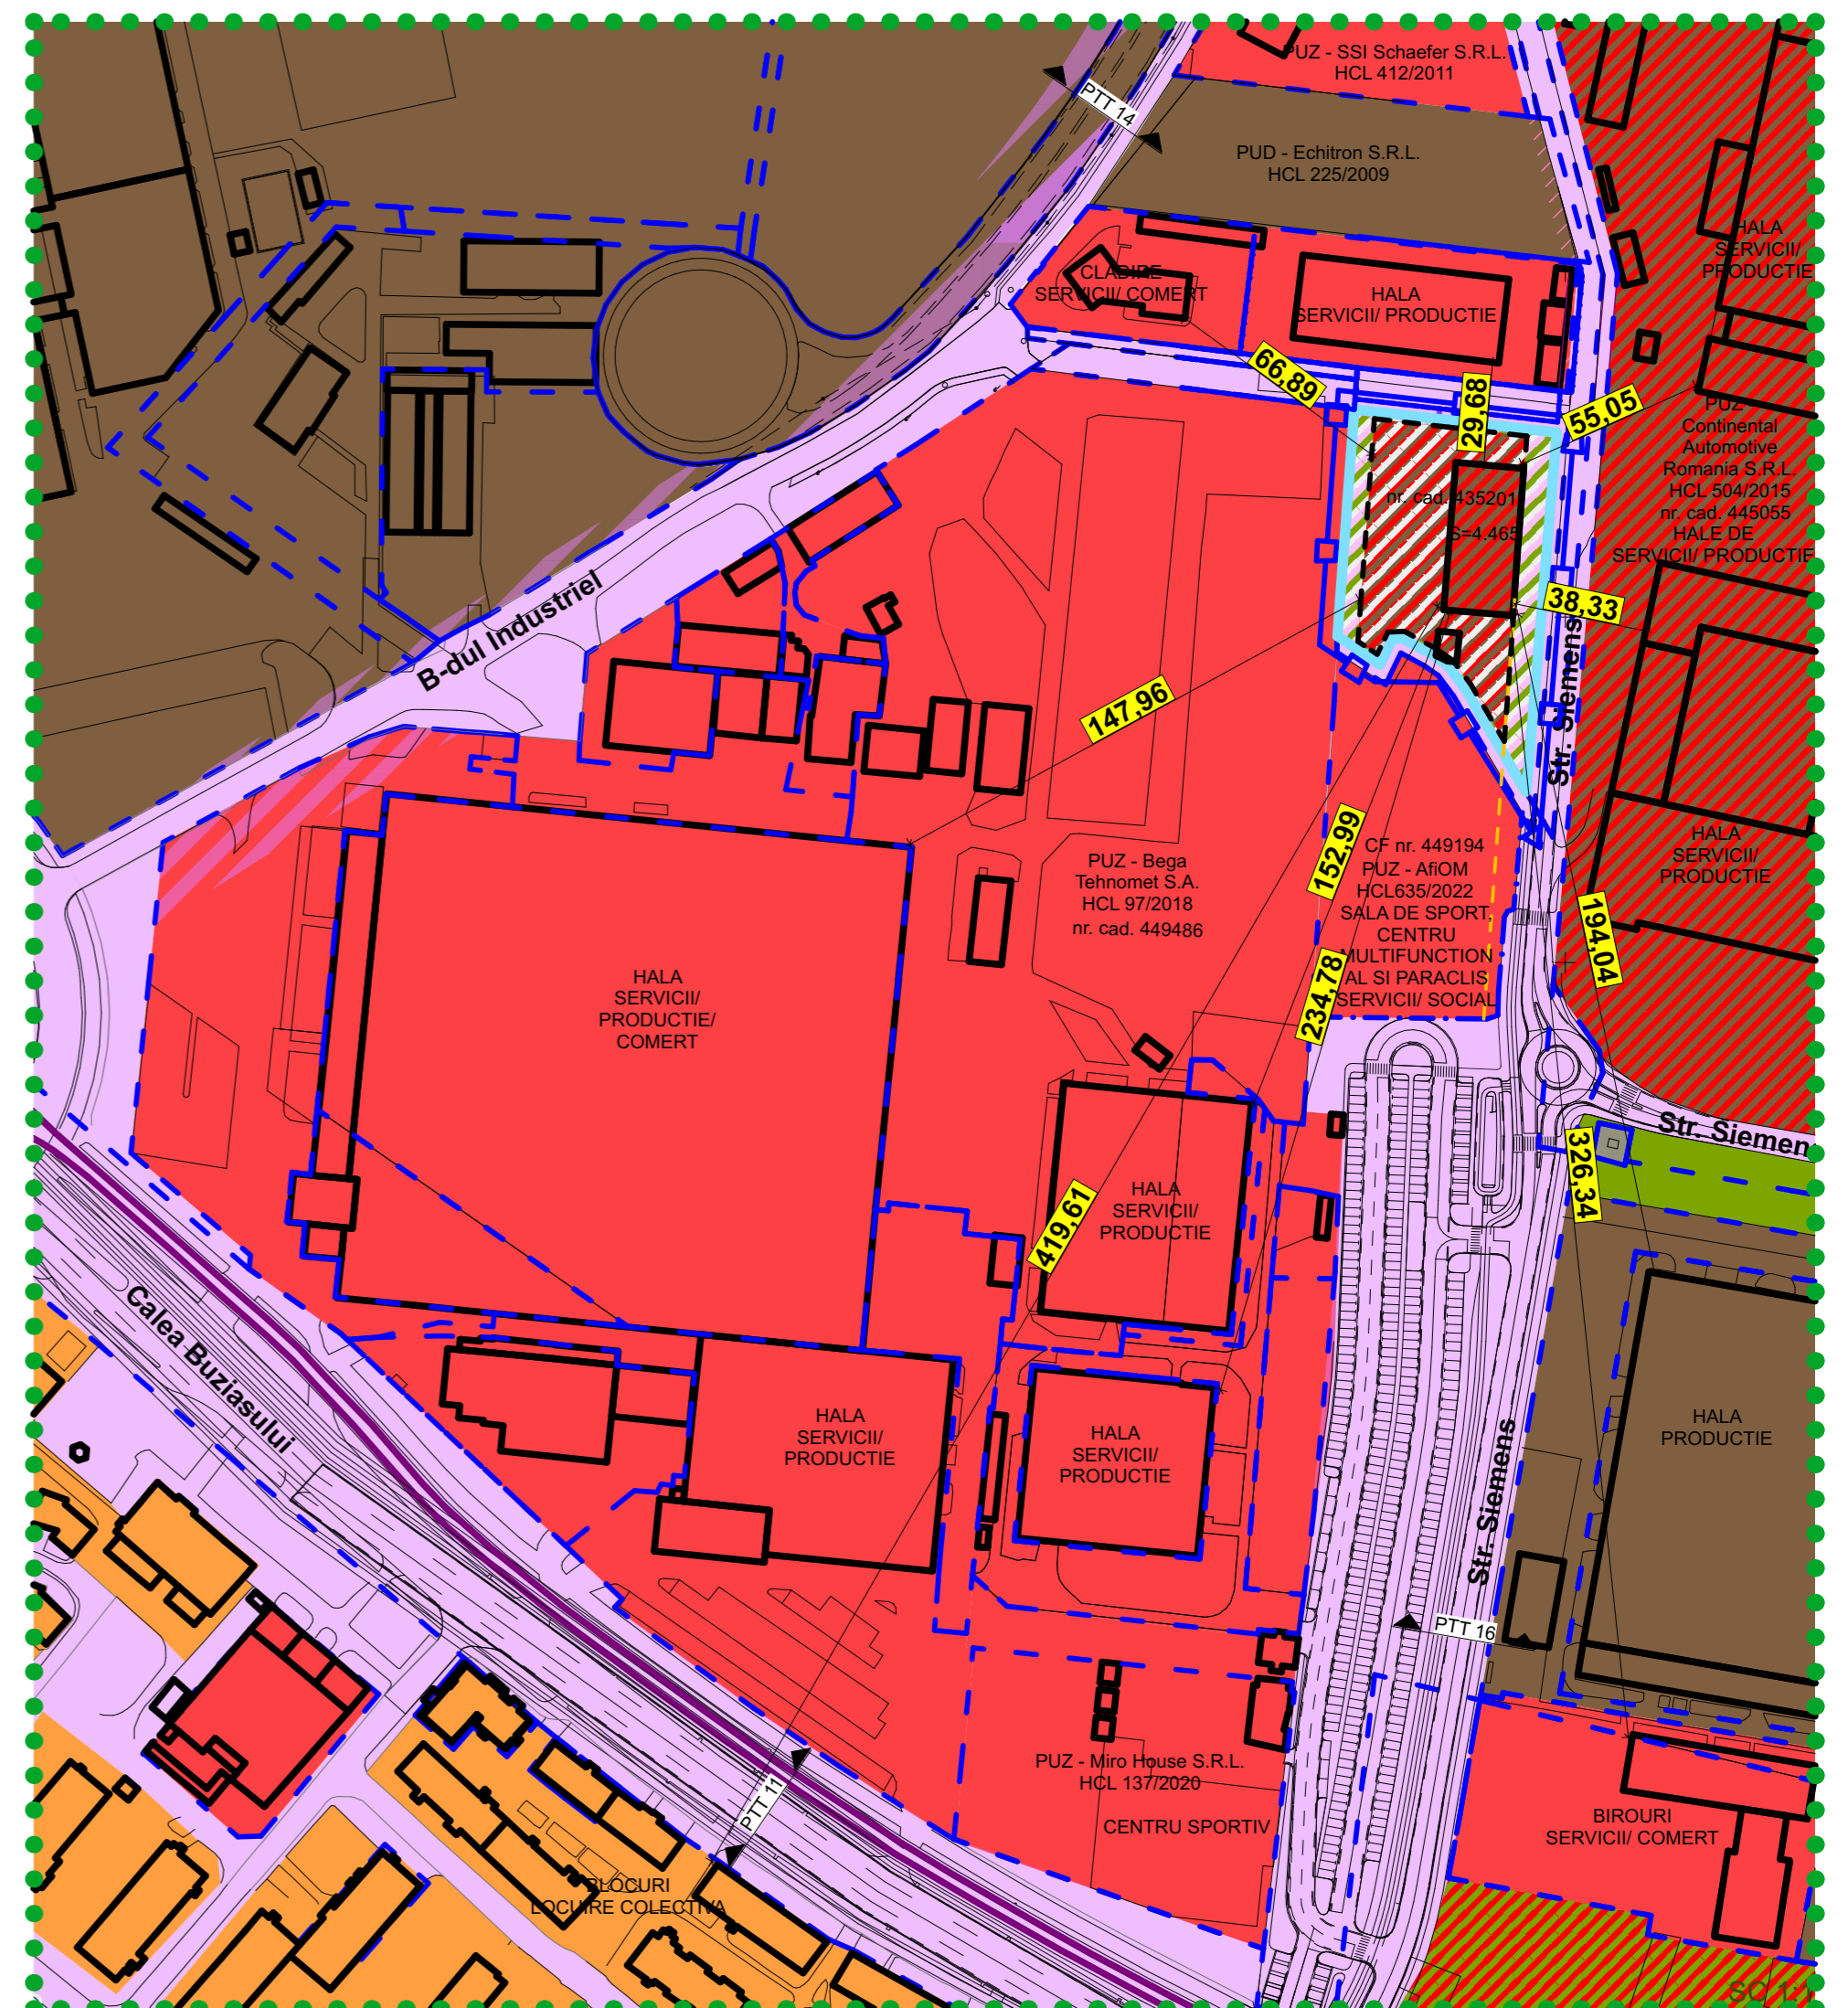 PUZ - SSI Schaefer S.R.L.
HCL 412/2011
PTT 14
PUD - Echitron S.R.L.
HCL 225/2009
HALA
SERVICII/
PRODUCTIE
CLADIRE
SERVICII/ COMERT
HALA
SERVICII/ PRODUCTIE
66,89
29,68
55,05
PUZ
Continental
Automotive
Romania S.R.L.
HCL 504/2015
nr. cad. 445055
HALE DE
SERVICII/ PRODUCTIE
nr. cad. 435201
S=4.465
38,33
B-dul Industriel
Str. Siemens
147,96
152,99
CF nr. 449194
PUZ - AfiOM
HCL635/2022
SALA DE SPORT,
CENTRU
MULTIFUNCTION
AL SI PARACLIS
SERVICII/ SOCIAL
HALA
SERVICII/
PRODUCTIE
PUZ - Bega
Tehnomet S.A.
HCL 97/2018
nr. cad. 449486
194,04
234,78
HALA
SERVICII/
PRODUCTIE/
COMERT
Str. Siemen
326,34
HALA
SERVICII/
PRODUCTIE
419,61
Calea Buziasului
HALA
SERVICII/
PRODUCTIE
HALA
SERVICII/
PRODUCTIE
Str. Siemens
HALA
PRODUCTIE
PTT 16
PUZ - Miro House S.R.L.
HCL 137/2020
CENTRU SPORTIV
PTT 11
BIROURI
SERVICII/ COMERT
BLOCURI
LOCUIRE COLECTIVA
SC 1:1